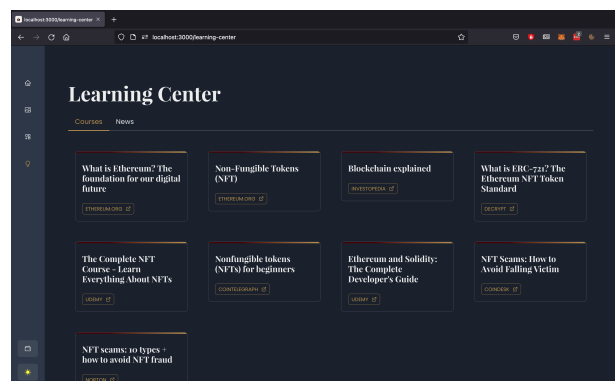 localhost:3000/learning-center
localhost:3000/learning-center
Learning Center
Courses News
What is Ethereum? The
foundation for our digital
future
ETHEREUM.ORG
Non-Fungible Tokens
(NFT)
ETHEREUM.ORG
Blockchain explained
INVESTOPEDIA
What is ERC-721? The
Ethereum NFT Token
Standard
DECRYPT
The Complete NFT
Course - Learn
Everything About NFTs
UDEMY
Nonfungible tokens
(NFTs) for beginners
COINTELEGRAPH
Ethereum and Solidity:
The Complete
Developer's Guide
UDEMY
NFT Scams: How to
Avoid Falling Victim
COINDESK
NFT scams: 10 types +
how to avoid NFT fraud
NORTON